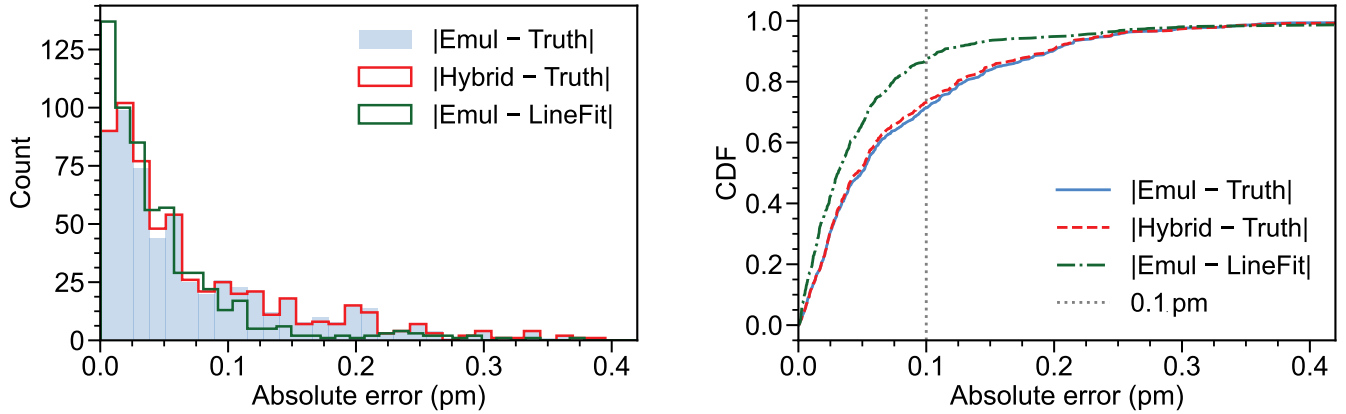 125
100
75
50
25
0
Count
0.0 0.1 0.2 0.3 0.4
Absolute error (pm)
|Emul − Truth|
|Hybrid − Truth|
|Emul − LineFit|
1.0
0.8
0.6
0.4
0.2
0.0
CDF
0.0 0.1 0.2 0.3 0.4
Absolute error (pm)
|Emul − Truth|
|Hybrid − Truth|
|Emul − LineFit|
0.1 pm